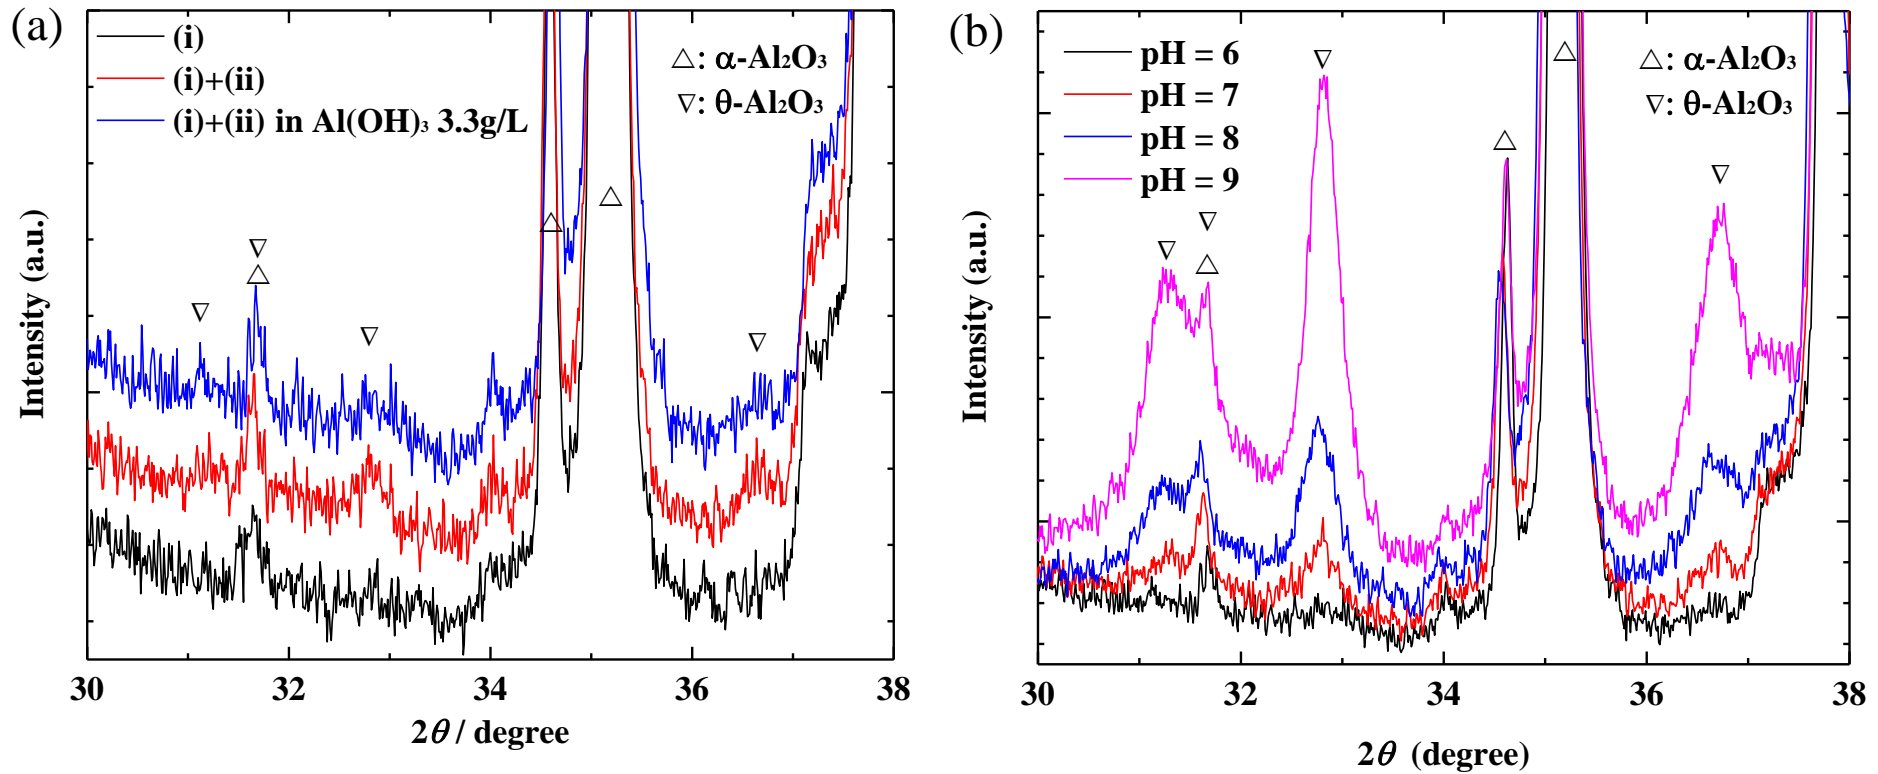 (a)
(i)
(i)+(ii)
(i)+(ii) in Al(OH)₃ 3.3g/L
△: α-Al₂O₃
▽: θ-Al₂O₃
Intensity (a.u.)
30 32 34 36 38
2θ / degree
(b)
pH = 6
pH = 7
pH = 8
pH = 9
△: α-Al₂O₃
▽: θ-Al₂O₃
Intensity (a.u.)
30 32 34 36 38
2θ (degree)